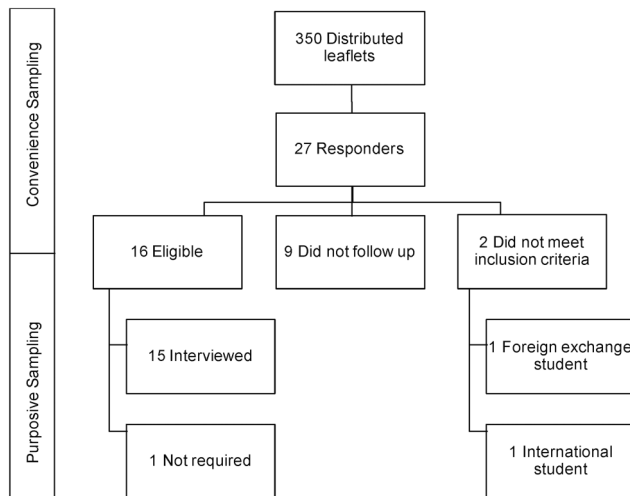 Convenience Sampling
350 Distributed
leaflets
27 Responders
16 Eligible
9 Did not follow up
2 Did not meet
inclusion criteria
Purposive Sampling
15 Interviewed
1 Foreign exchange
student
1 Not required
1 International
student